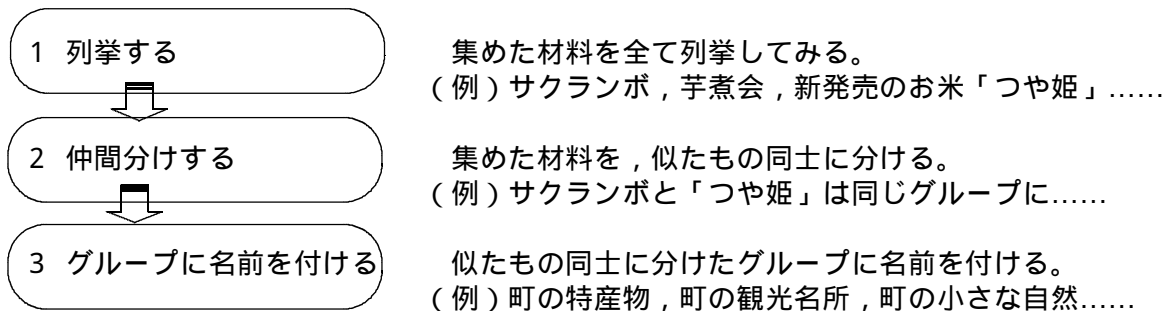 1 列挙する
集めた材料を全て列挙してみる。
（例）サクランボ，芋煮会，新発売のお米「つや姫」……
2 仲間分けする
集めた材料を，似たもの同士に分ける。
（例）サクランボと「つや姫」は同じグループに……
3 グループに名前を付ける
似たもの同士に分けたグループに名前を付ける。
（例）町の特産物，町の観光名所，町の小さな自然……